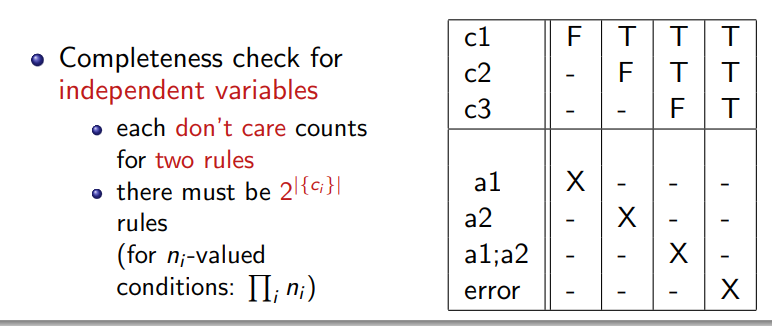 Completeness check for
independent variables
each don't care counts
for two rules
there must be 2^|{c_i}|
rules
(for n_i-valued
conditions: ∏_i n_i)
c1 F T T T
c2 - F T T
c3 - - F T
a1 X - - -
a2 - X - -
a1;a2 - - X -
error - - - X